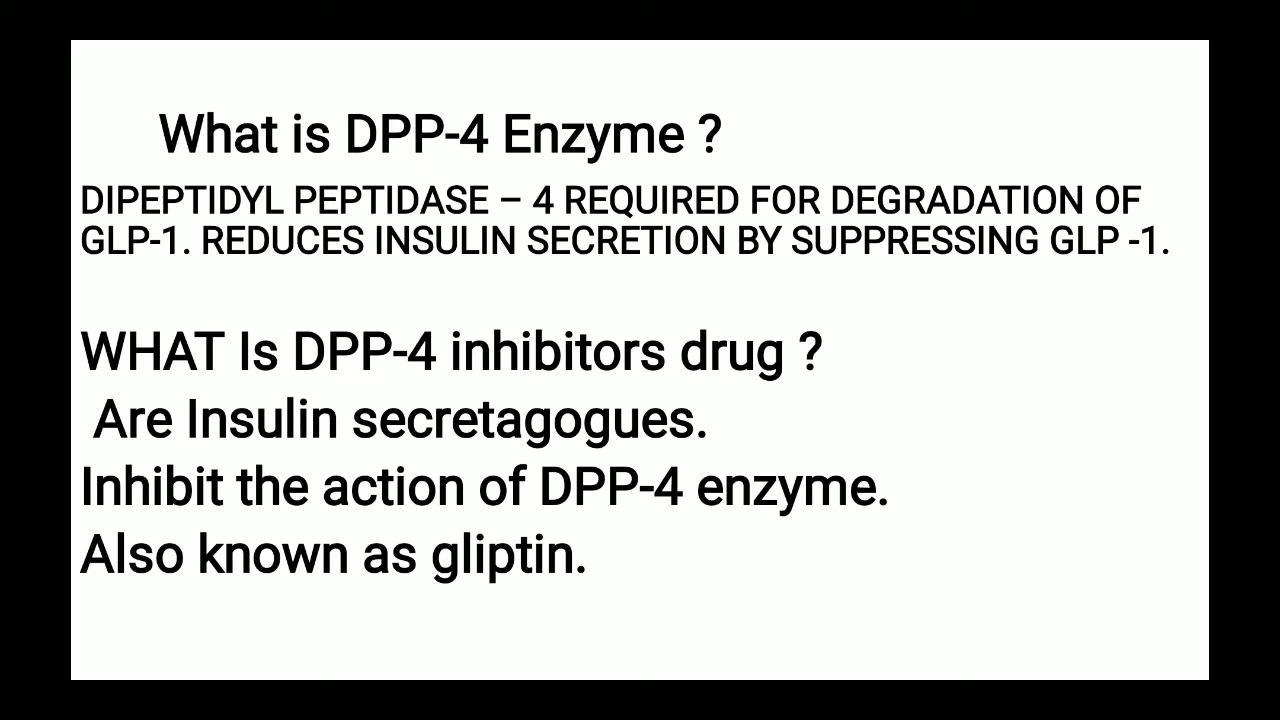 What is DPP-4 Enzyme ?
DIPEPTIDYL PEPTIDASE – 4 REQUIRED FOR DEGRADATION OF
GLP-1. REDUCES INSULIN SECRETION BY SUPPRESSING GLP -1.
WHAT Is DPP-4 inhibitors drug ?
Are Insulin secretagogues.
Inhibit the action of DPP-4 enzyme.
Also known as gliptin.